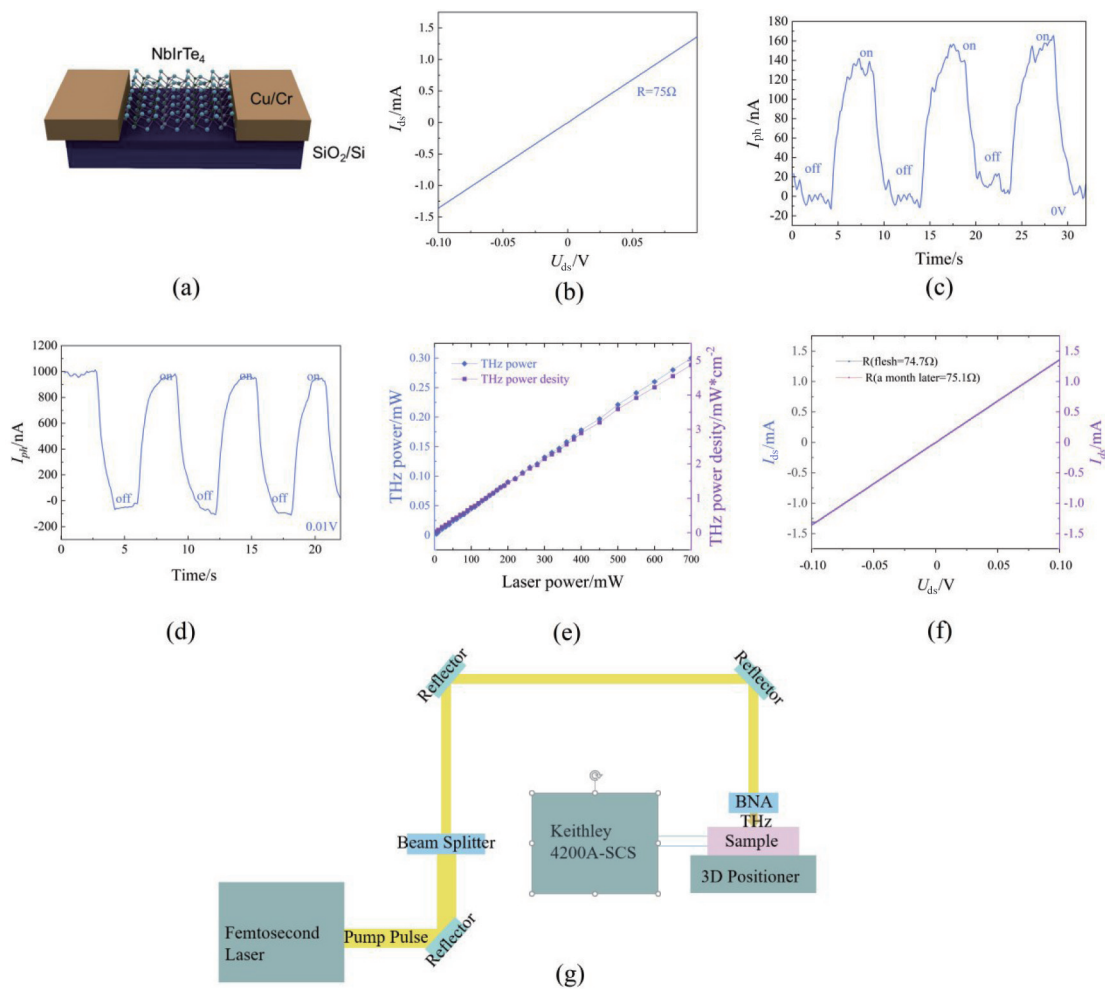 NbIrTe4
Cu/Cr
SiO2/Si
(a)
Ids/mA
1.5
1.0
0.5
0
-0.5
-1.0
-1.5
R=75Ω
-0.10
-0.05
0
0.05
Uds/V
(b)
Iph /nA
180
160
140
120
100
80
60
40
20
0
-20
on
on
on
off
off
off
0V
0
5
10
15
20
25
30
Time/s
(c)
Iph/nA
1200
1000
800
600
400
200
-0
-200
on
on
on
off
off
off
0.01V
0
5
10
15
20
Time/s
(d)
THz power/mW
0.30
0.25
0.20
0.15
0.10
0.05
0
THz power
THz power desity
THz power desity/mW*cm-2
5
4
3
2
1
0
0
100
200
300
400
500
600
700
Laser power/mW
(e)
Ids/mA
1.5
1.0
0.5
0
-0.5
-1.0
-1.5
R(flesh=74.7Ω)
R(a month later=75.1Ω)
Ids/mA
1.5
1.0
0.5
0
-0.5
-1.0
-1.5
-0.10
-0.05
0
0.05
0.10
Uds/V
(f)
Reflector
Reflector
BNA
THz
Keithley
4200A-SCS
Sample
Beam Splitter
3D Positioner
Femtosecond
Laser
Pump Pulse
Reflector
(g)